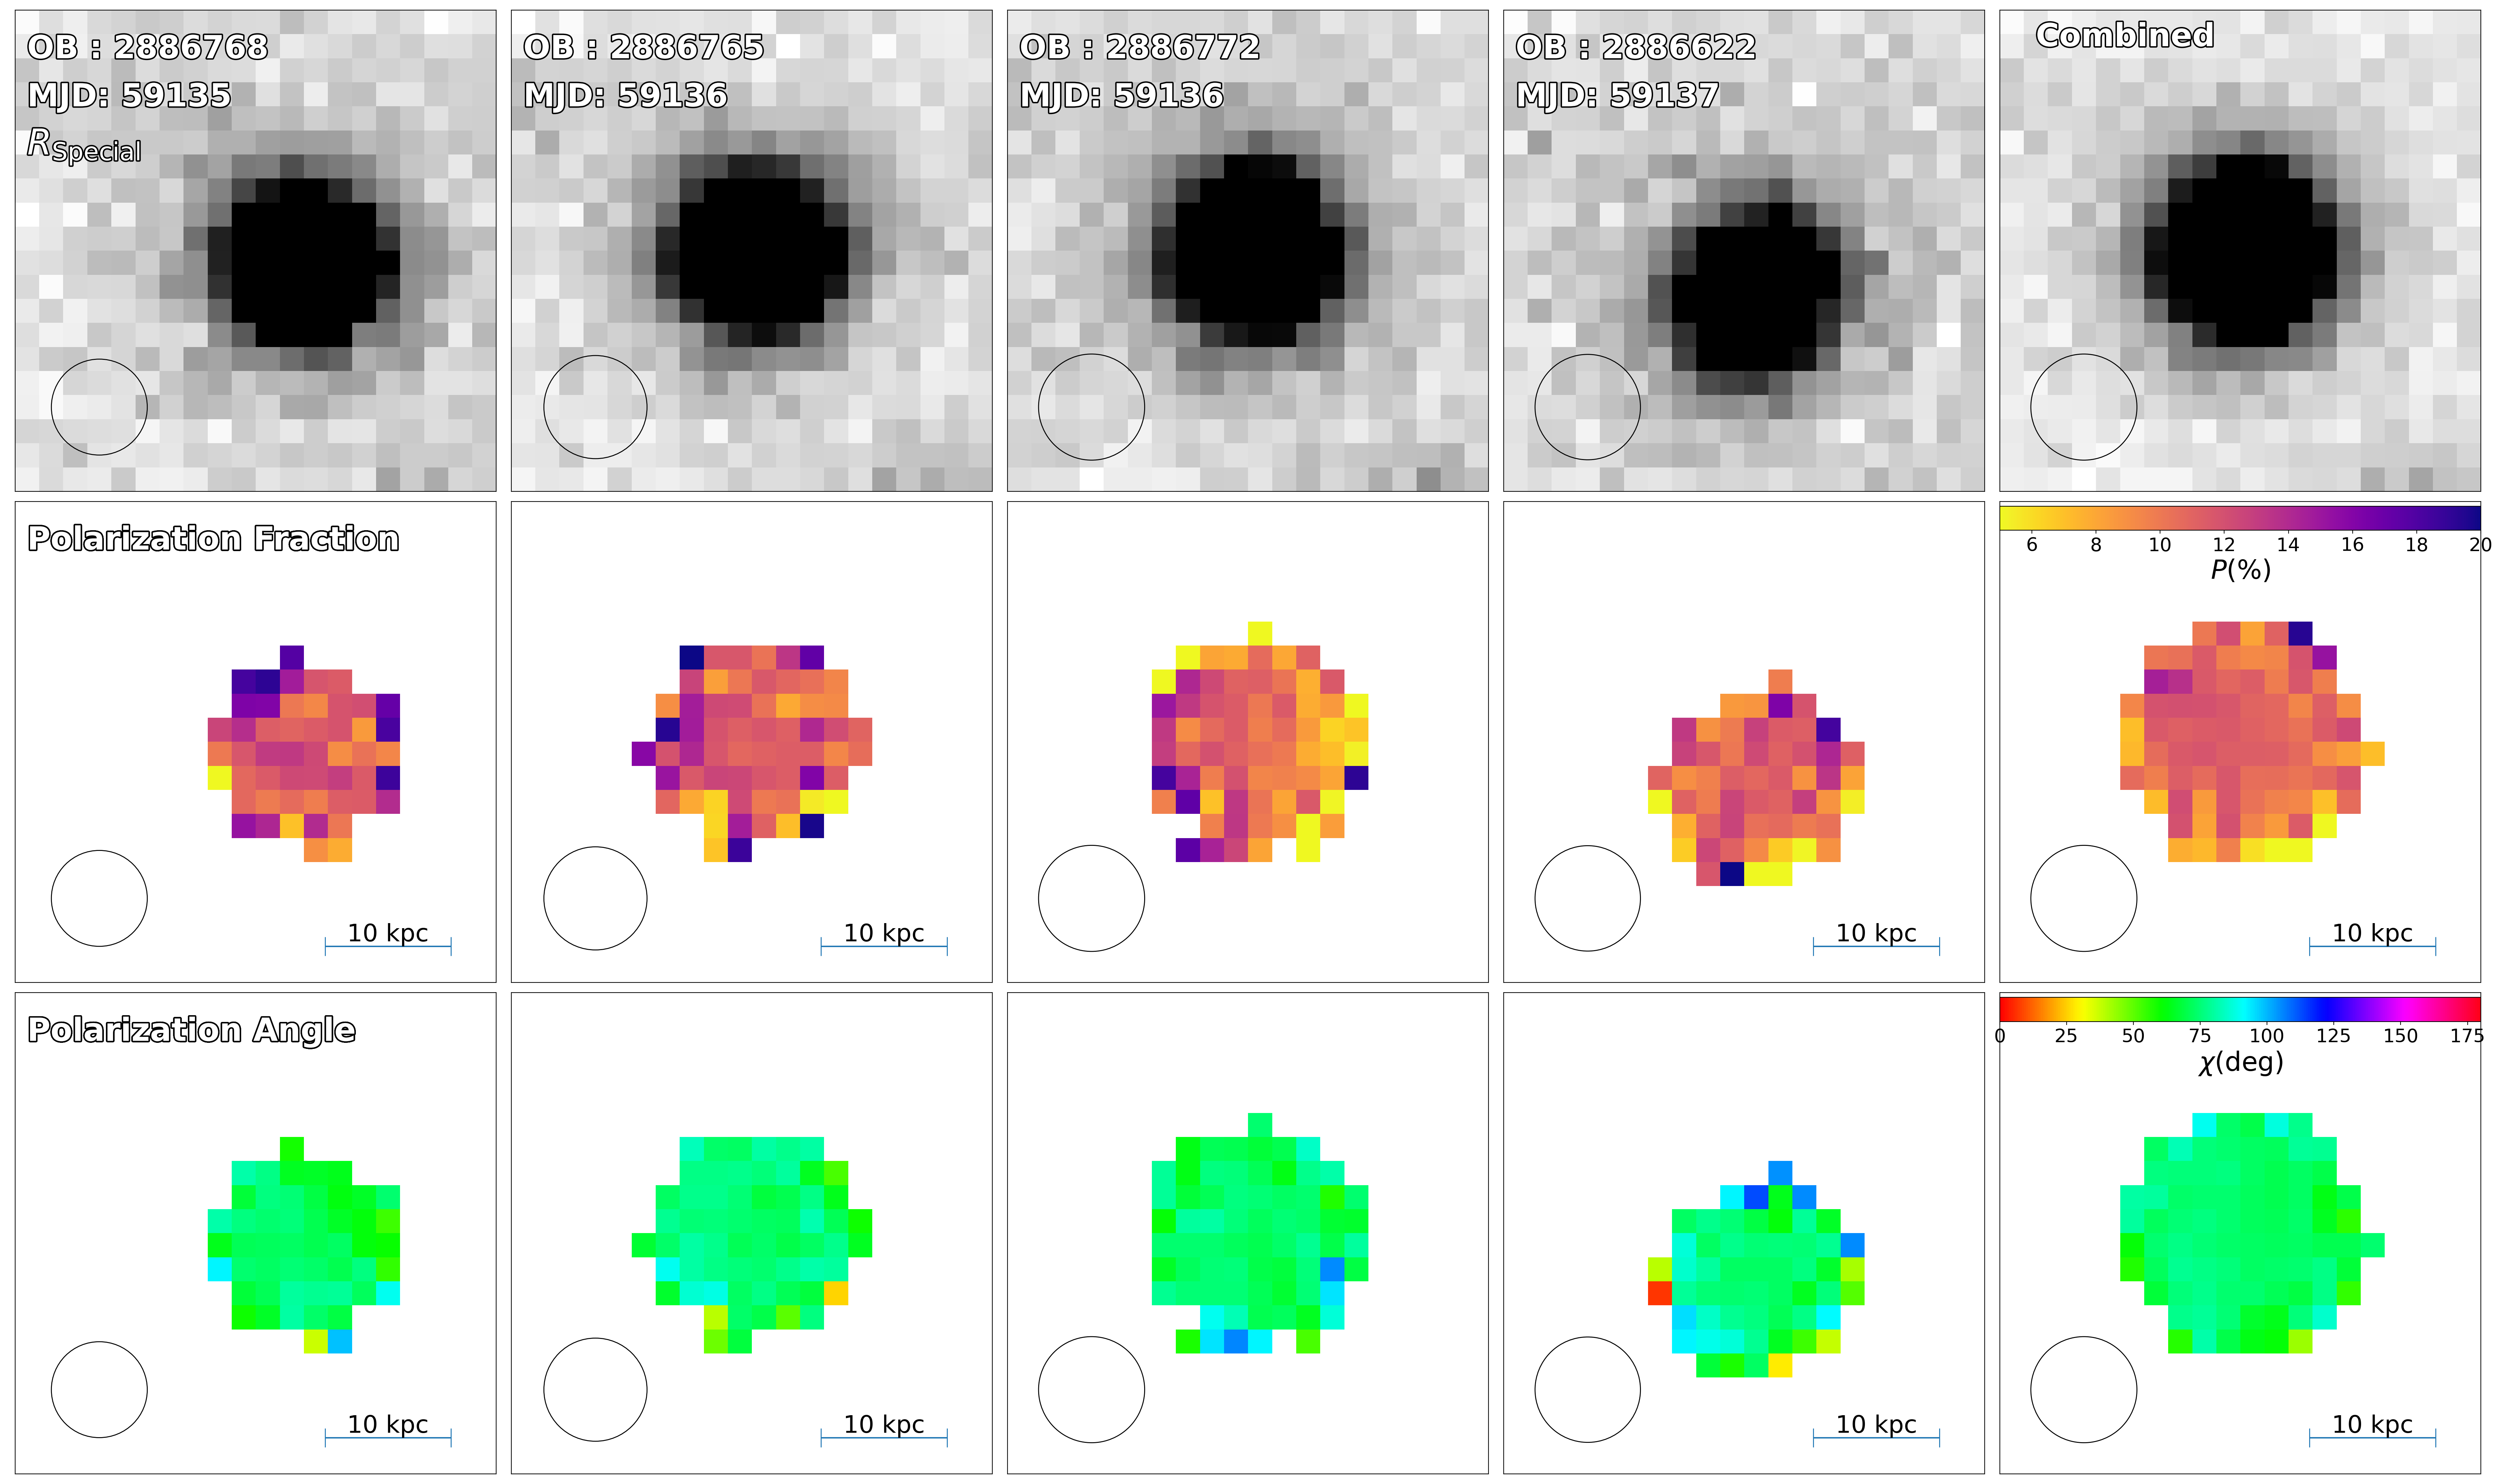 OB : 2886768
MJD: 59135
RSpecial
OB : 2886765
MJD: 59136
OB : 2886772
MJD: 59136
OB : 2886622
MJD: 59137
Combined
Polarization Fraction
10 kpc
10 kpc
10 kpc
10 kpc
6 8 10 12 14 16 18 20
P(%)
10 kpc
Polarization Angle
10 kpc
10 kpc
10 kpc
10 kpc
0 25 50 75 100 125 150 175
χ(deg)
10 kpc